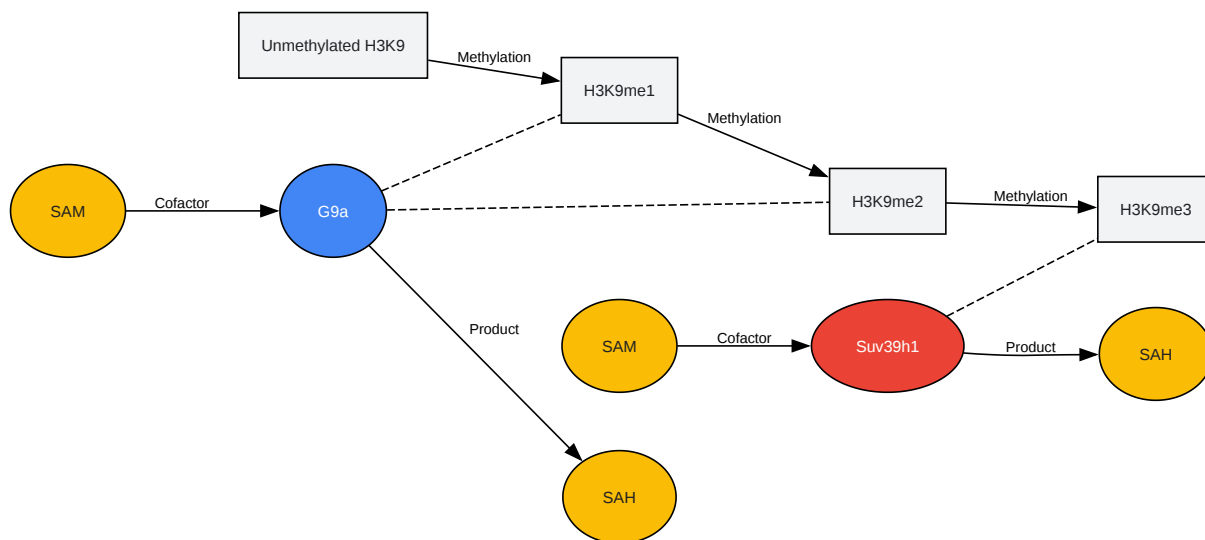 Unmethylated H3K9
Methylation
H3K9me1
Methylation
SAM
Cofactor
G9a
H3K9me2
Methylation
H3K9me3
Product
SAM
Cofactor
Suv39h1
Product
SAH
SAH